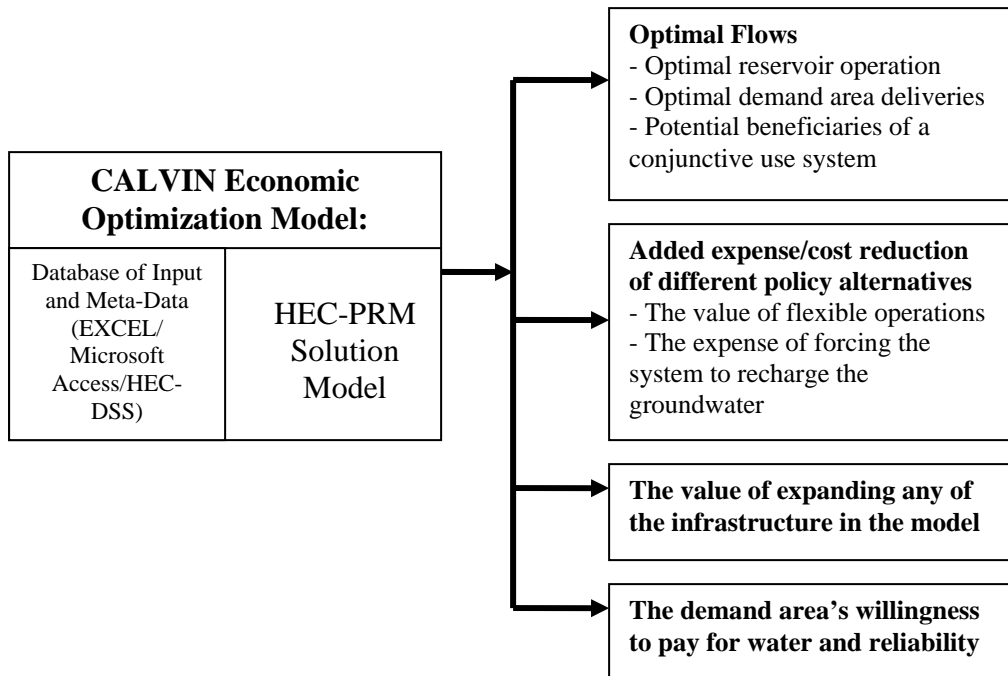 CALVIN Economic
Optimization Model:
Database of Input
and Meta-Data
(EXCEL/
Microsoft
Access/HEC-
DSS)
HEC-PRM
Solution
Model
Optimal Flows
- Optimal reservoir operation
- Optimal demand area deliveries
- Potential beneficiaries of a
conjunctive use system
Added expense/cost reduction
of different policy alternatives
- The value of flexible operations
- The expense of forcing the
system to recharge the
groundwater
The value of expanding any of
the infrastructure in the model
The demand area’s willingness
to pay for water and reliability